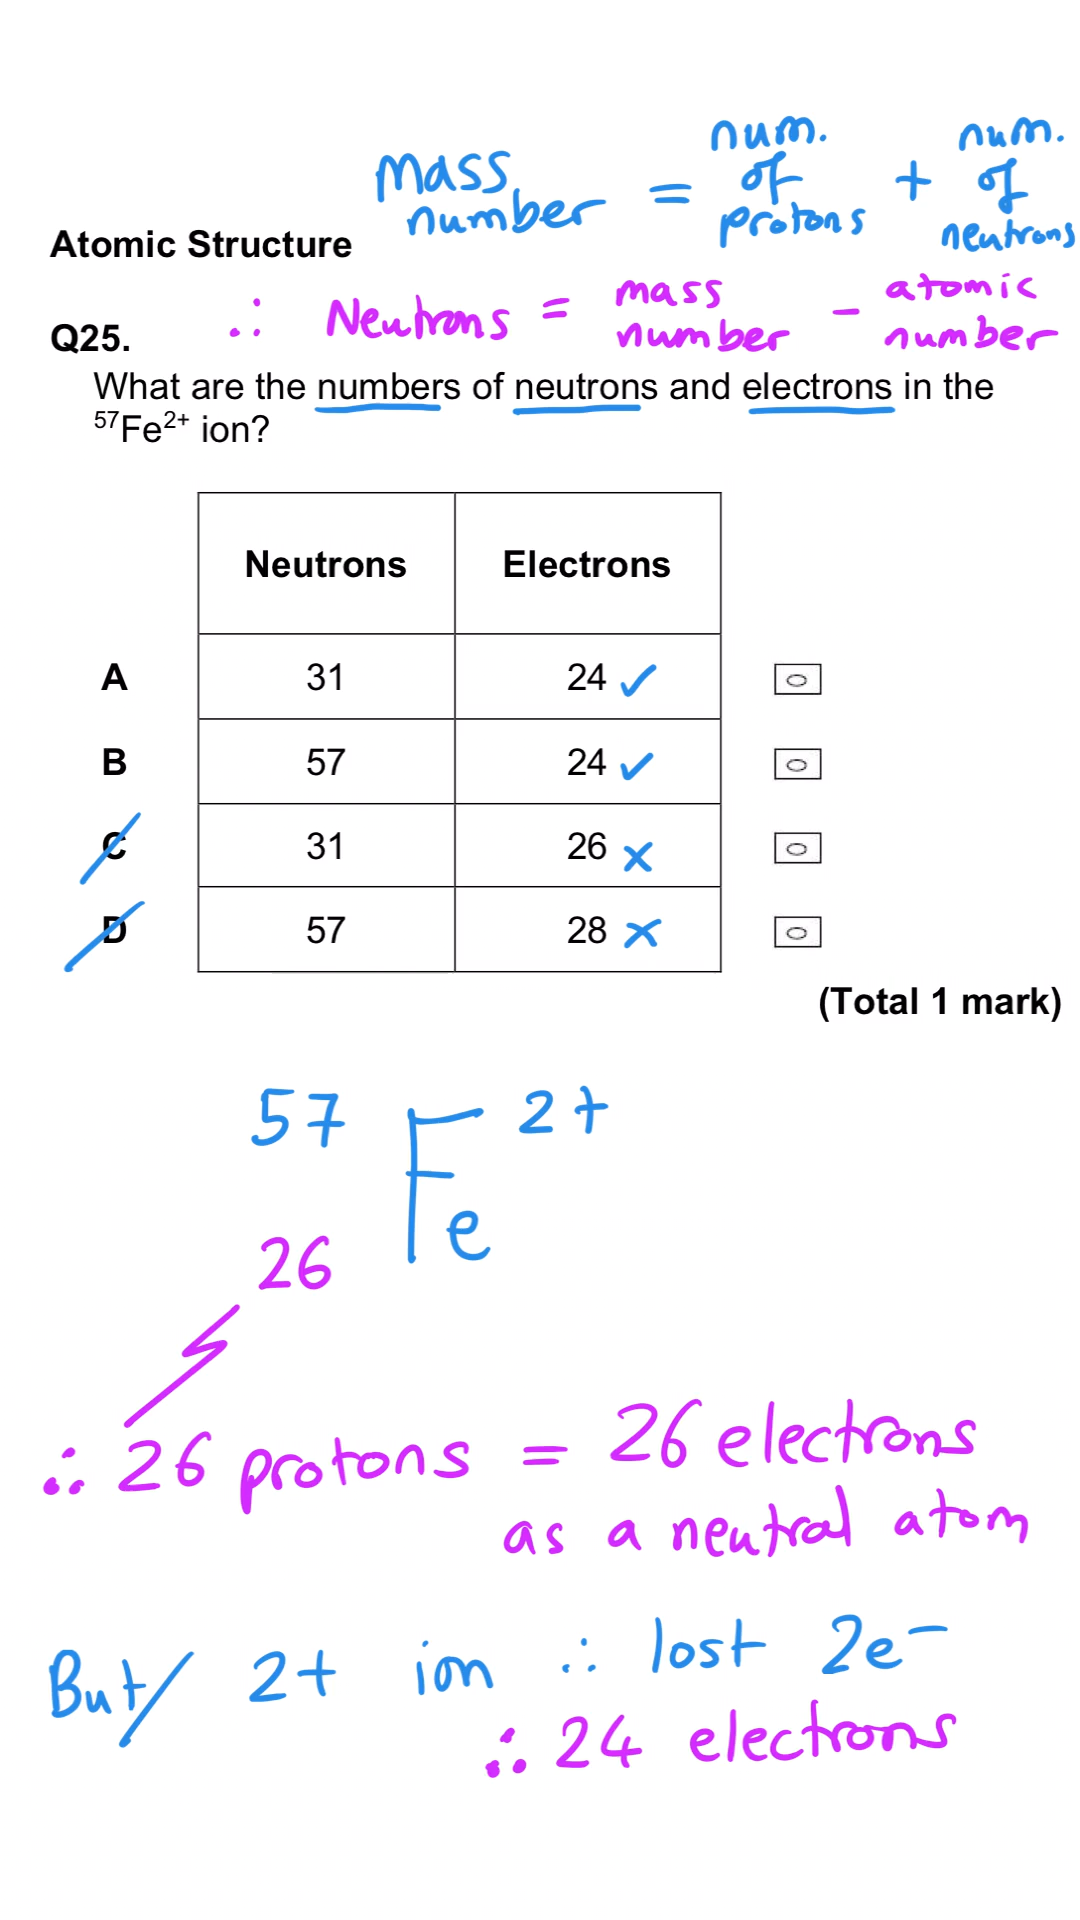 mass number = num. of protons + num. of neutrons
Atomic Structure
∴ Neutrons = mass number - atomic number
Q25.
What are the numbers of neutrons and electrons in the
⁵⁷Fe²⁺ ion?
Neutrons Electrons
A 31 24 ✓
B 57 24 ✓
C 31 26 ✗
D 57 28 ✗
(Total 1 mark)
57 Fe 2+
26
∴ 26 protons = 26 electrons
as a neutral atom
But/ 2+ ion ∴ lost 2e⁻
∴ 24 electrons